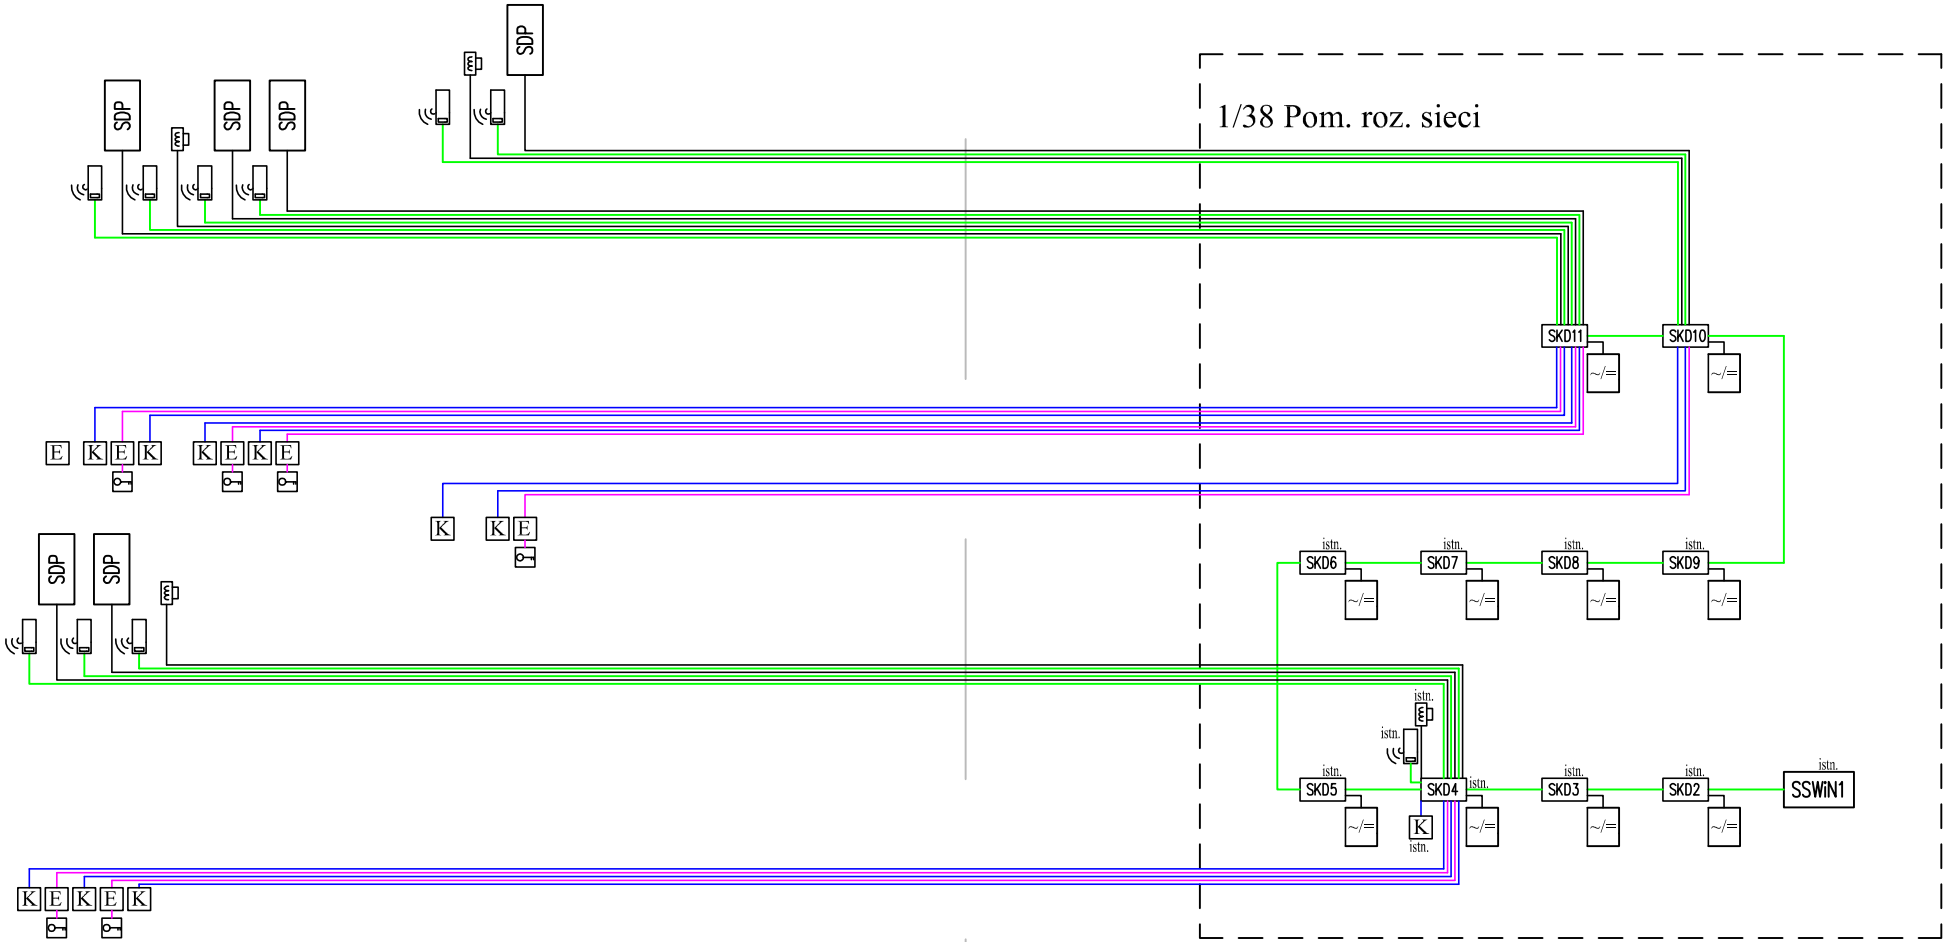 SDP
SDP SDP SDP
1/38 Pom. roz. sieci
SKD11 SKD10
~/= ~/=
E K E K K E K E
K K E
SDP SDP
istn. istn. istn. istn.
SKD6 SKD7 SKD8 SKD9
~/= ~/= ~/= ~/=
istn.
istn.
istn. istn. istn. istn.
SKD5 SKD4 istn. SKD3 SKD2 SSWiN1
~/= K ~/= ~/= ~/=
istn.
K E K E K